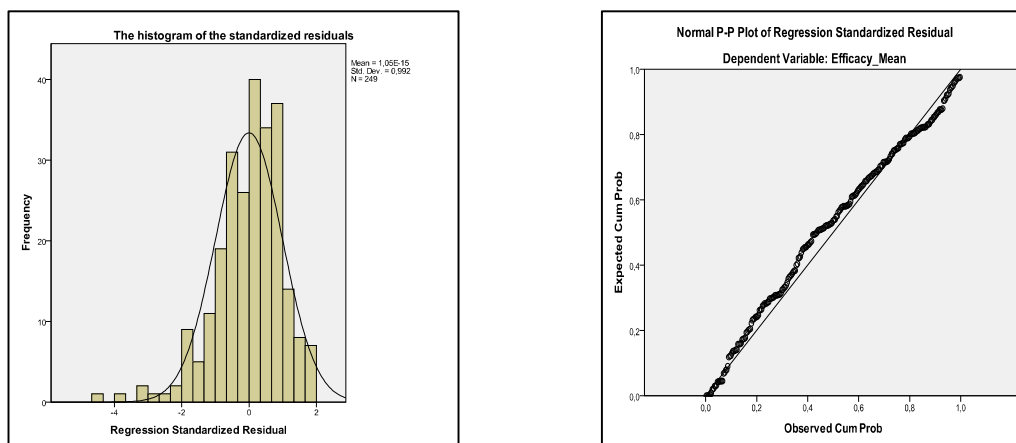 The histogram of the standardized residuals
Mean = 1,05E-15
Std. Dev. = 0,992
N = 249
40
30
20
10
0
Frequency
-4
-2
0
2
Regression Standardized Residual
Normal P-P Plot of Regression Standardized Residual
Dependent Variable: Efficacy_Mean
1,0
0,8
0,6
0,4
0,2
0,0
Expected Cum Prob
0,0
0,2
0,4
0,6
0,8
1,0
Observed Cum Prob